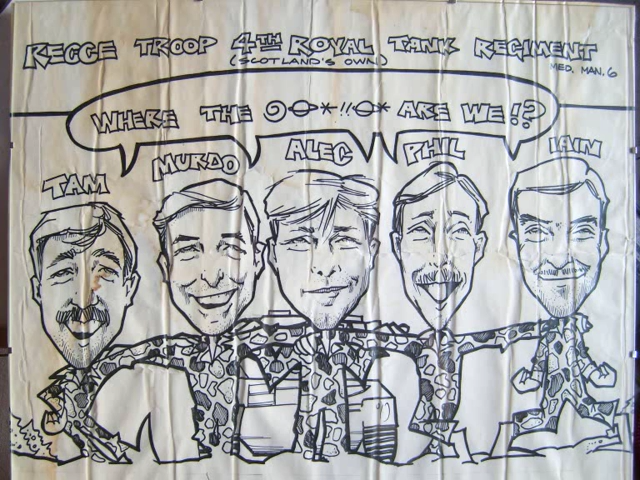 RECCE TROOP 4TH ROYAL TANK REGIMENT
(SCOTLAND'S OWN)
MED. MAN. 6
WHERE THE @*!!* ARE WE!?
TAM
MURDO
ALEC
PHIL
IAIN